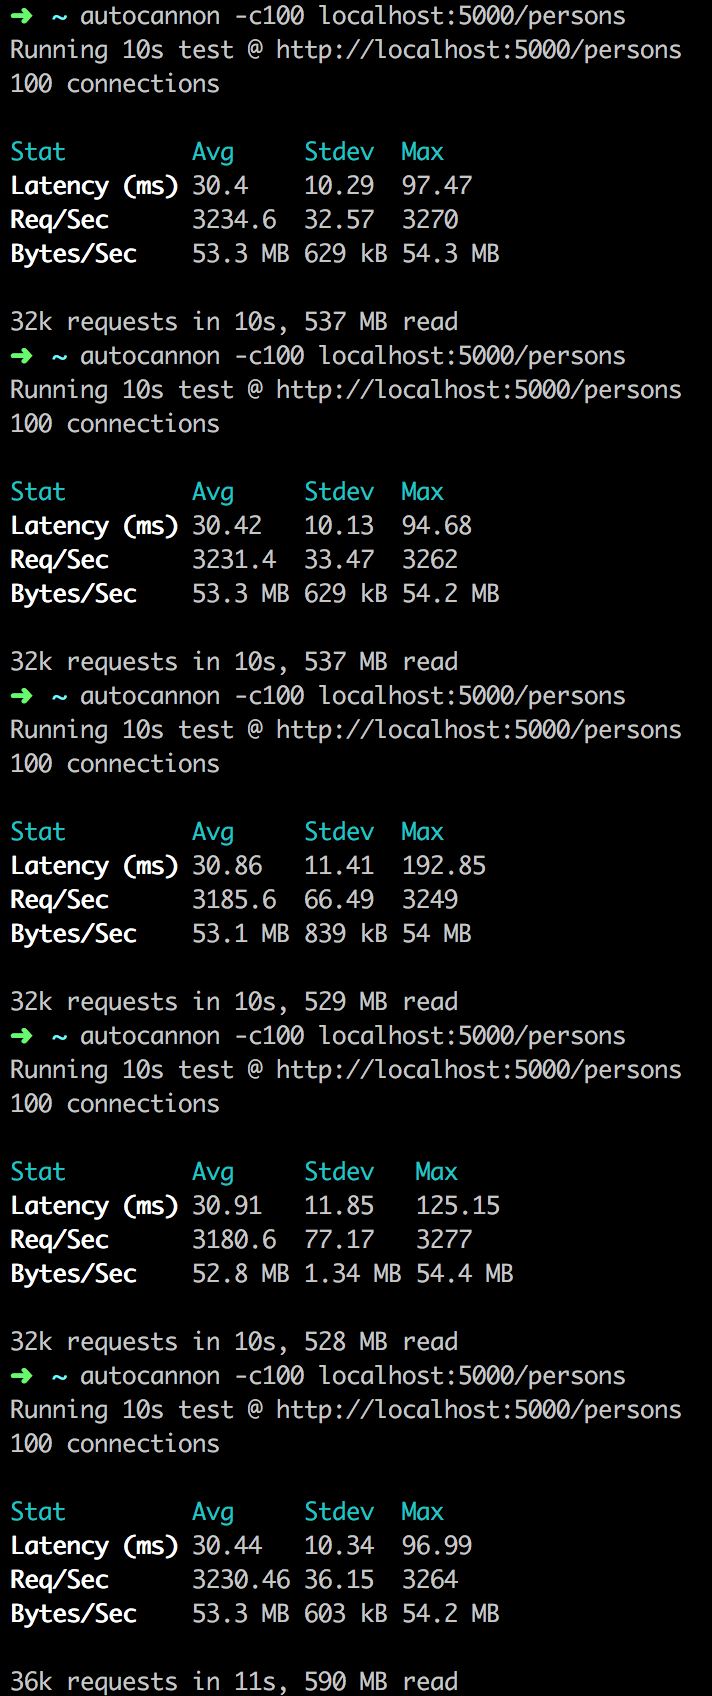 ➜ ~ autocannon -c100 localhost:5000/persons
Running 10s test @ http://localhost:5000/persons
100 connections
Stat Avg Stdev Max
Latency (ms) 30.4 10.29 97.47
Req/Sec 3234.6 32.57 3270
Bytes/Sec 53.3 MB 629 kB 54.3 MB
32k requests in 10s, 537 MB read
➜ ~ autocannon -c100 localhost:5000/persons
Running 10s test @ http://localhost:5000/persons
100 connections
Stat Avg Stdev Max
Latency (ms) 30.42 10.13 94.68
Req/Sec 3231.4 33.47 3262
Bytes/Sec 53.3 MB 629 kB 54.2 MB
32k requests in 10s, 537 MB read
➜ ~ autocannon -c100 localhost:5000/persons
Running 10s test @ http://localhost:5000/persons
100 connections
Stat Avg Stdev Max
Latency (ms) 30.86 11.41 192.85
Req/Sec 3185.6 66.49 3249
Bytes/Sec 53.1 MB 839 kB 54 MB
32k requests in 10s, 529 MB read
➜ ~ autocannon -c100 localhost:5000/persons
Running 10s test @ http://localhost:5000/persons
100 connections
Stat Avg Stdev Max
Latency (ms) 30.91 11.85 125.15
Req/Sec 3180.6 77.17 3277
Bytes/Sec 52.8 MB 1.34 MB 54.4 MB
32k requests in 10s, 528 MB read
➜ ~ autocannon -c100 localhost:5000/persons
Running 10s test @ http://localhost:5000/persons
100 connections
Stat Avg Stdev Max
Latency (ms) 30.44 10.34 96.99
Req/Sec 3230.46 36.15 3264
Bytes/Sec 53.3 MB 603 kB 54.2 MB
36k requests in 11s, 590 MB read